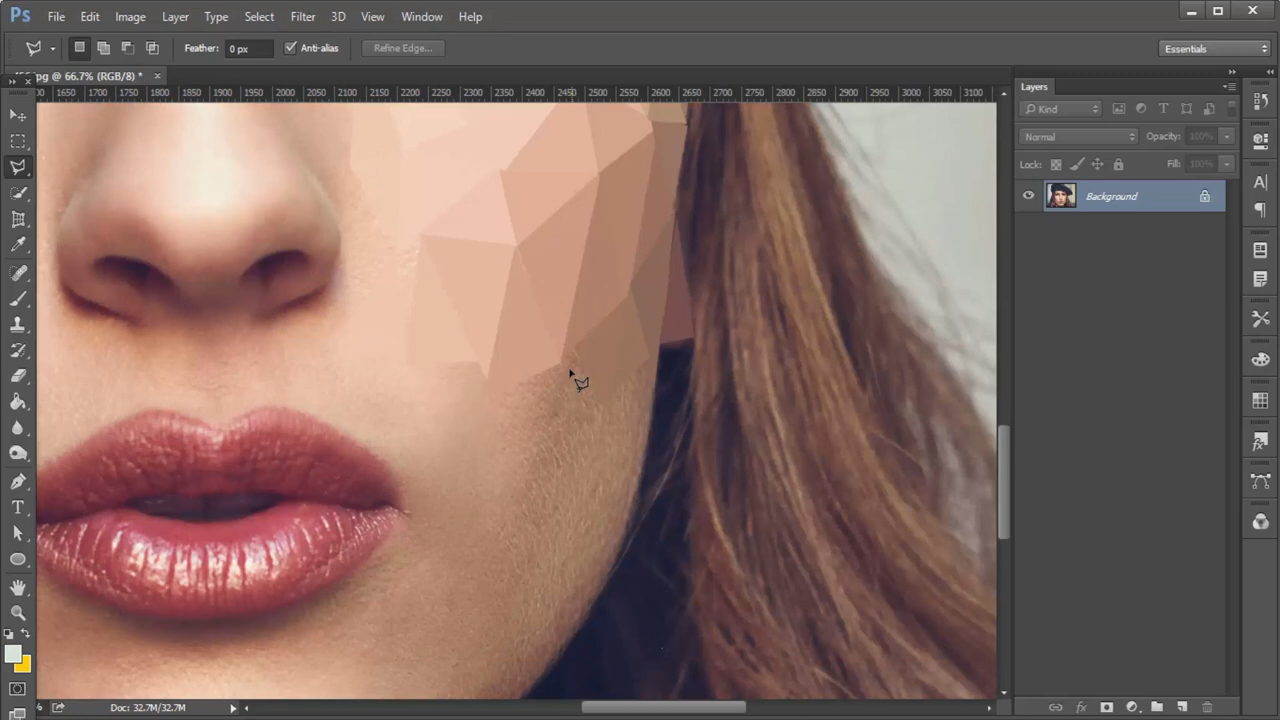 Ps File Edit Image Layer Type Select Filter 3D View Window Help
Feather: 0 px Anti-alias Refine Edge... Essentials
.jpg @ 66.7% (RGB/8) *
1650 1700 1750 1800 1850 1900 1950 2000 2050 2100 2150 2200 2250 2300 2350 2400 2450 2500 2550 2600 2650 2700 2750 2800 2850 2900 2950 3000 3050 3100
Layers
Kind
Normal Opacity: 100%
Lock: Fill: 100%
Background
Doc: 32.7M/32.7M